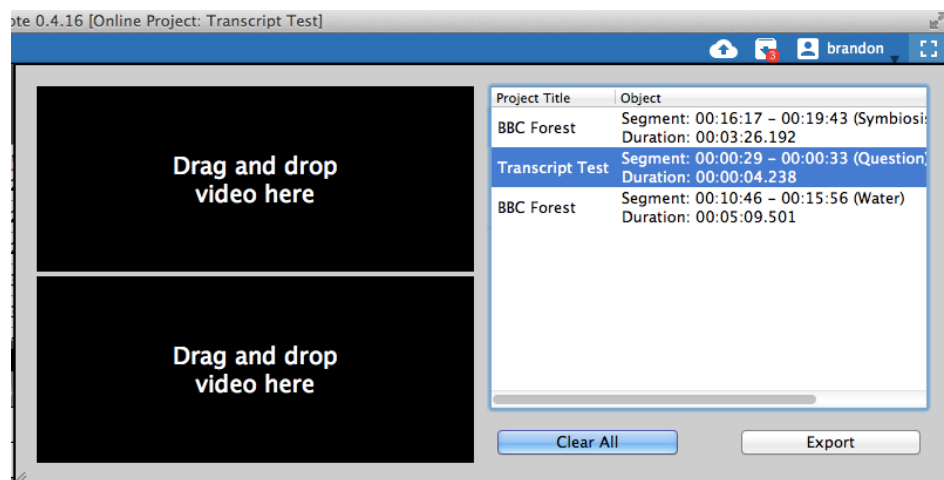 ote 0.4.16 [Online Project: Transcript Test]
3 brandon
Drag and drop
video here
Drag and drop
video here
Project Title Object
BBC Forest Segment: 00:16:17 – 00:19:43 (Symbiosi
Duration: 00:03:26.192
Transcript Test Segment: 00:00:29 – 00:00:33 (Question)
Duration: 00:00:04.238
BBC Forest Segment: 00:10:46 – 00:15:56 (Water)
Duration: 00:05:09.501
Clear All Export